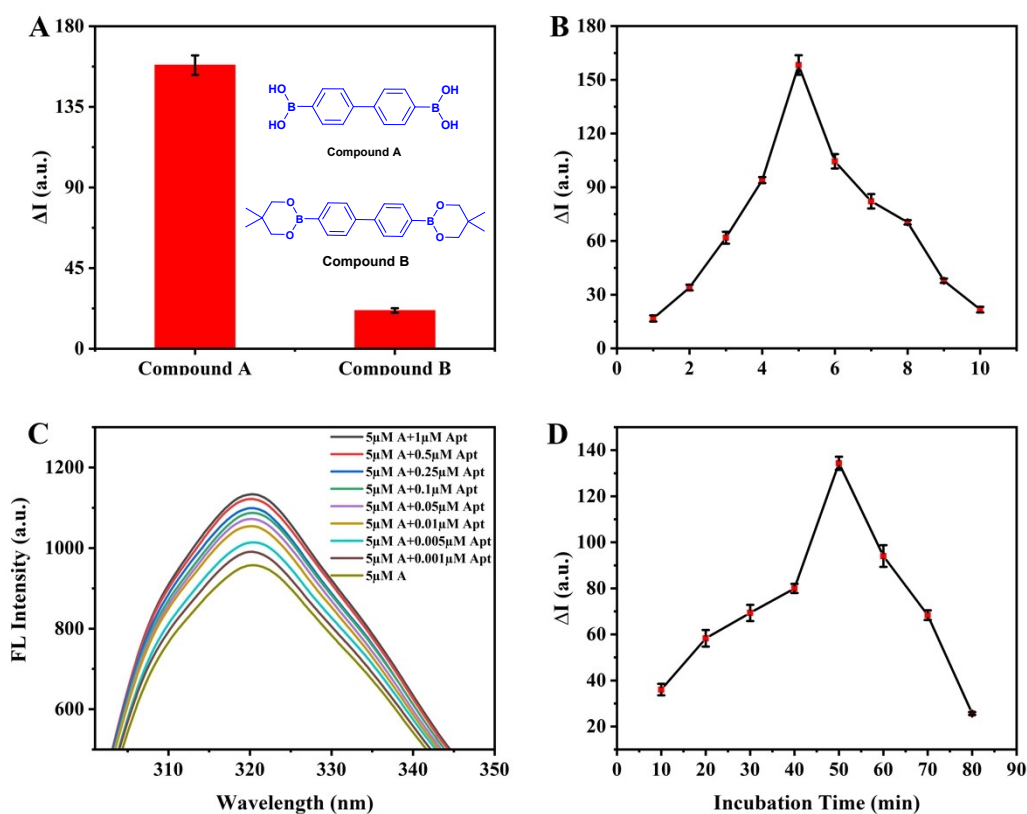 A
180
135
90
45
0
ΔI (a.u.)
HO
B
HO
OH
B
OH
Compound A
O
B
O
O
B
O
Compound B
Compound A
Compound B
B
180
150
120
90
60
30
0
ΔI (a.u.)
0 2 4 6 8 10
C
1200
1000
800
600
FL Intensity (a.u.)
5μM A+1μM Apt
5μM A+0.5μM Apt
5μM A+0.25μM Apt
5μM A+0.1μM Apt
5μM A+0.05μM Apt
5μM A+0.01μM Apt
5μM A+0.005μM Apt
5μM A+0.001μM Apt
5μM A
310 320 330 340 350
Wavelength (nm)
D
140
120
100
80
60
40
20
ΔI (a.u.)
0 10 20 30 40 50 60 70 80 90
Incubation Time (min)